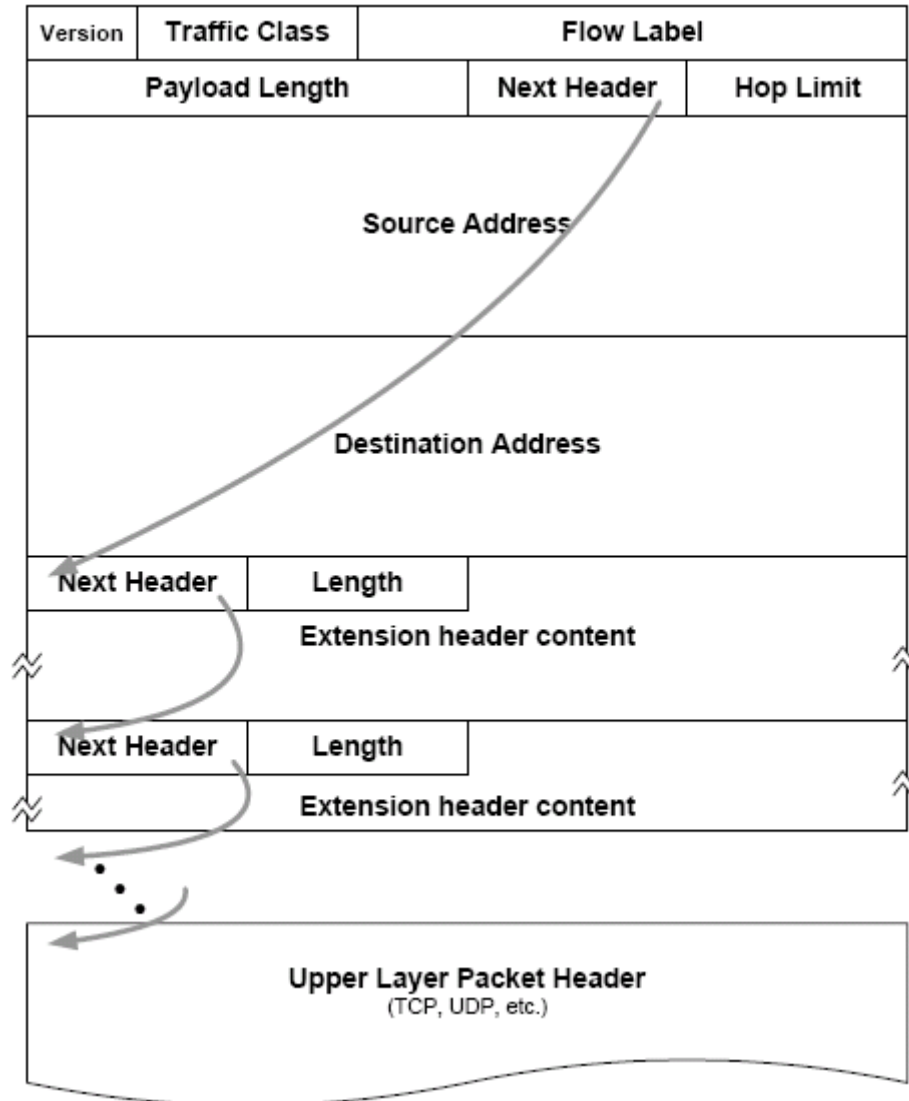 Version Traffic Class Flow Label
Payload Length Next Header Hop Limit
Source Address
Destination Address
Next Header Length
Extension header content
Next Header Length
Extension header content
Upper Layer Packet Header
(TCP, UDP, etc.)